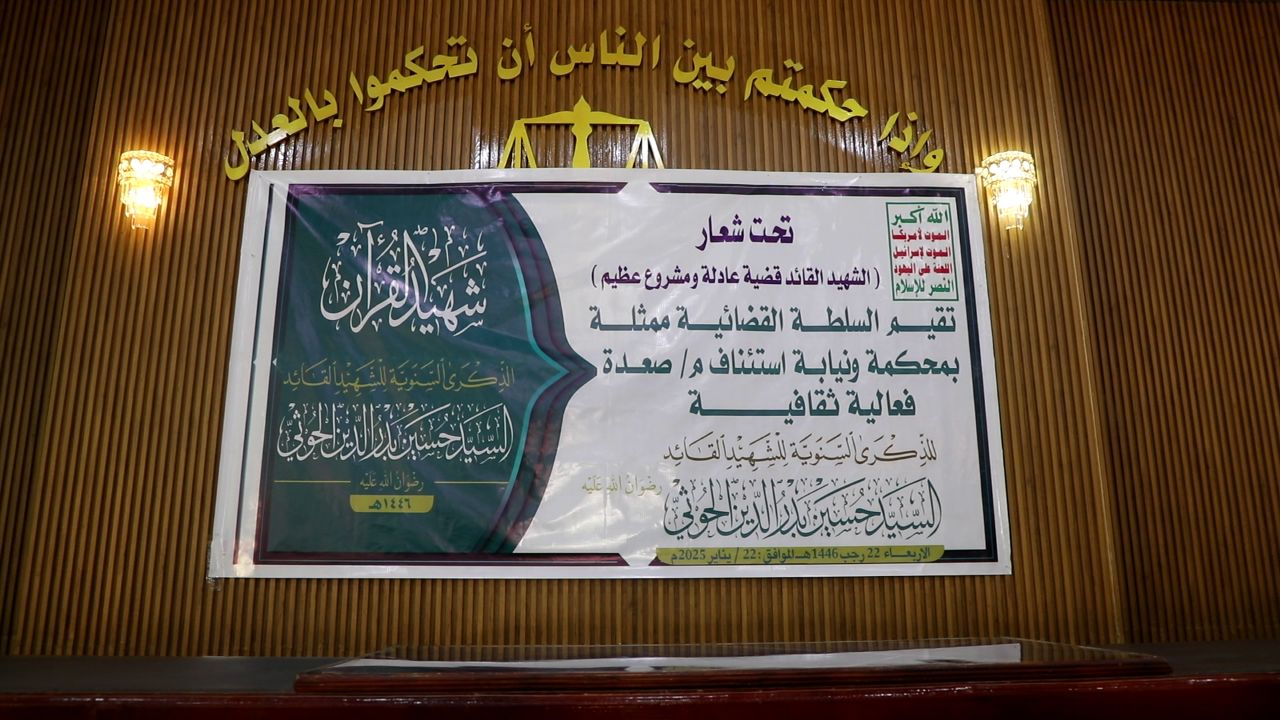 وإذا حكمتم بين الناس أن تحكموا بالعدل
الله أكبر
الموت لأمريكا
الموت لإسرائيل
اللعنة على اليهود
النصر للإسلام
تحت شعار
( الشهيد القائد قضية عادلة ومشروع عظيم )
تقيم السلطة القضائية ممثلة
بمحكمة ونيابة استئناف م/ صعدة
فعالية ثقافية
للذكرى السنوية للشهيد القائد
السيد حسين بدر الدين الحوثي
رضوان الله عليه
الاربعاء 22 رجب 1446هـ الموافق : 22 / يناير 2025م
شهيد القرآن
الذكرى السنوية للشهيد القائد
السيد حسين بدر الدين الحوثي
رضوان الله عليه
١٤٤٦هـ